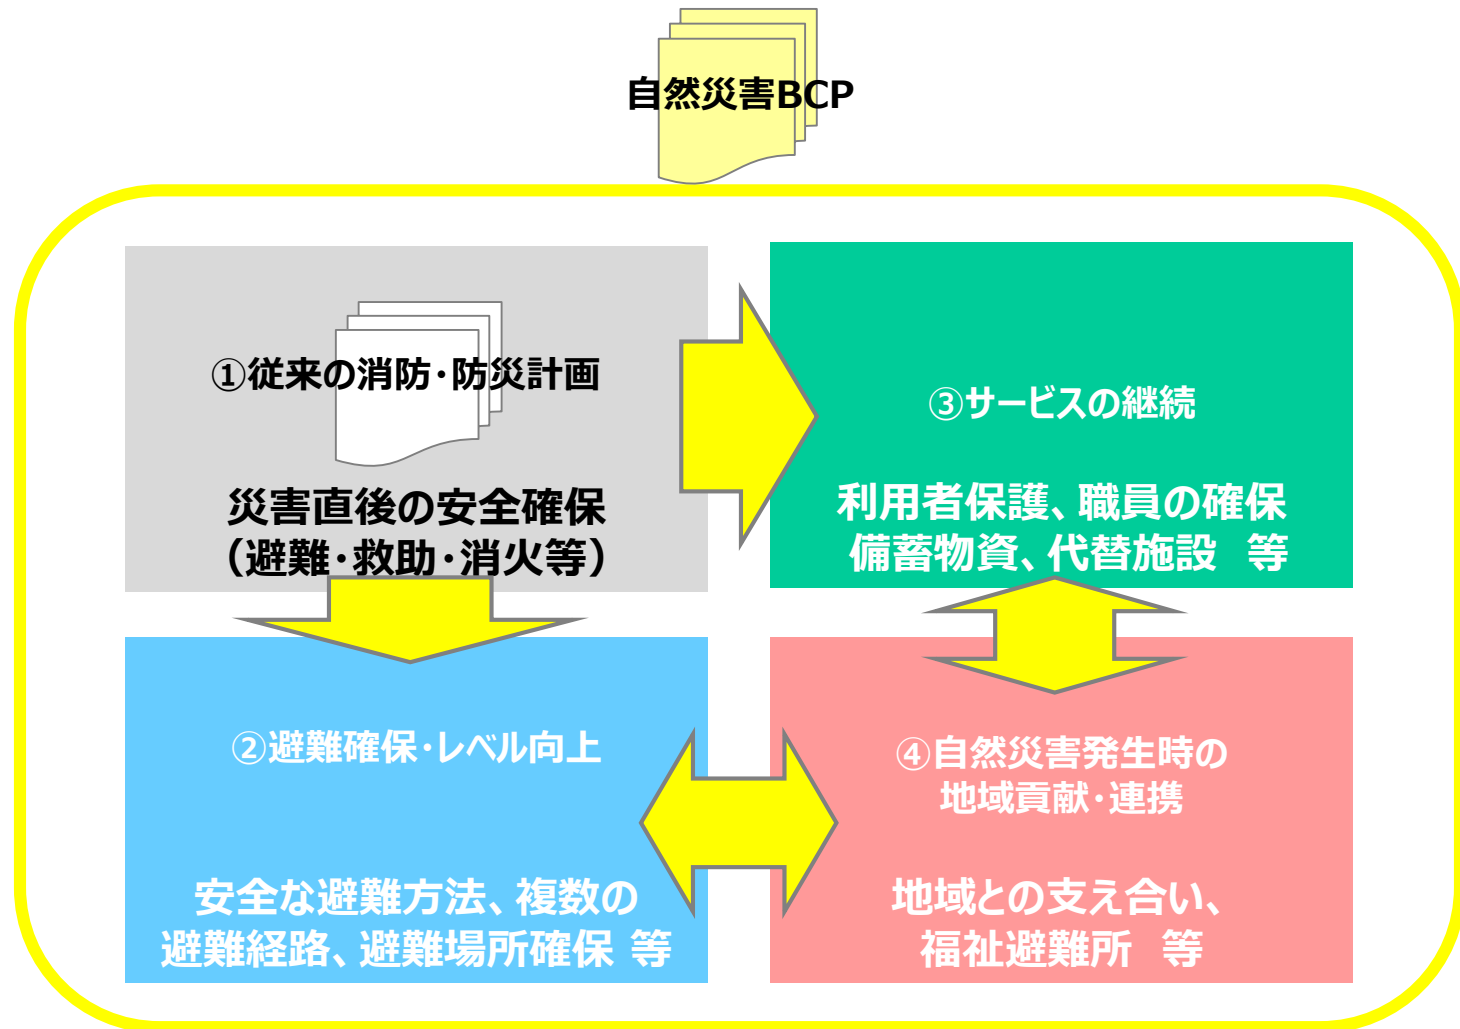 自然災害BCP
①従来の消防・防災計画
災害直後の安全確保
（避難・救助・消火等）
③サービスの継続
利用者保護、職員の確保
備蓄物資、代替施設　等
②避難確保・レベル向上
安全な避難方法、複数の
避難経路、避難場所確保 等
④自然災害発生時の
地域貢献・連携
地域との支え合い、
福祉避難所　等